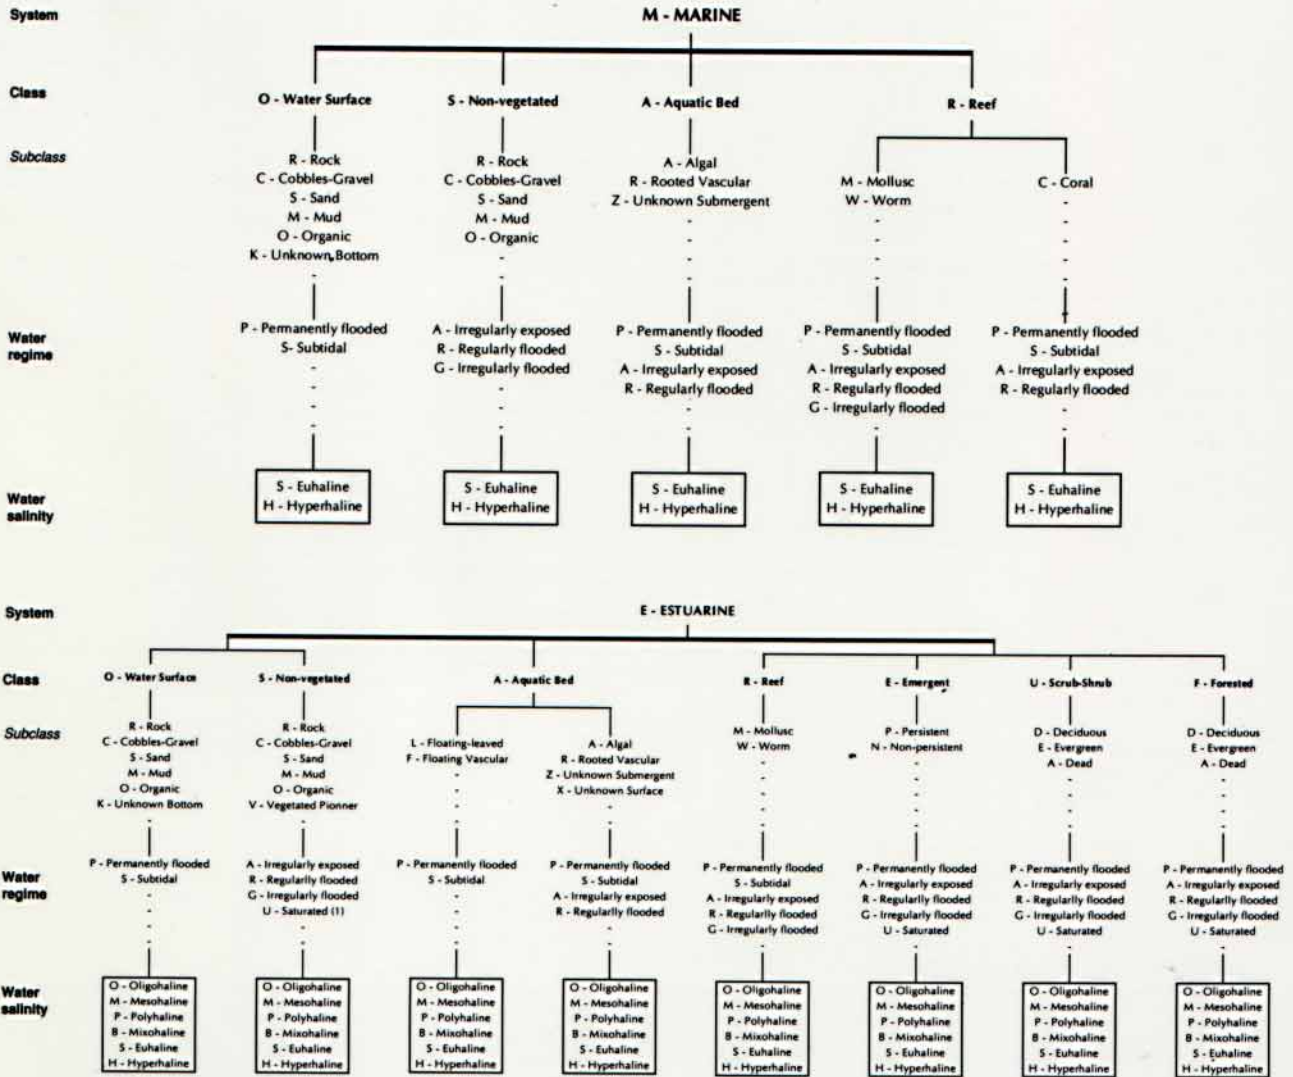 System
M - MARINE
Class
O - Water Surface
S - Non-vegetated
A - Aquatic Bed
R - Reef
Subclass
R - Rock
C - Cobbles-Gravel
S - Sand
M - Mud
O - Organic
K - Unknown Bottom
-
R - Rock
C - Cobbles-Gravel
S - Sand
M - Mud
O - Organic
-
-
A - Algal
R - Rooted Vascular
Z - Unknown Submergent
-
-
-
-
M - Mollusc
W - Worm
-
-
-
-
C - Coral
-
-
-
-
-
Water
regime
P - Permanently flooded
S- Subtidal
-
-
-
-
A - Irregularly exposed
R - Regularly flooded
G - Irregularly flooded
-
-
-
P - Permanently flooded
S - Subtidal
A - Irregularly exposed
R - Regularly flooded
-
-
P - Permanently flooded
S - Subtidal
A - Irregularly exposed
R - Regularly flooded
G - Irregularly flooded
-
P - Permanently flooded
S - Subtidal
A - Irregularly exposed
R - Regularly flooded
-
-
Water
salinity
S - Euhaline
H - Hyperhaline
S - Euhaline
H - Hyperhaline
S - Euhaline
H - Hyperhaline
S - Euhaline
H - Hyperhaline
S - Euhaline
H - Hyperhaline
System
E - ESTUARINE
Class
O - Water Surface
S - Non-vegetated
A - Aquatic Bed
R - Reef
E - Emergent
U - Scrub-Shrub
F - Forested
Subclass
R - Rock
C - Cobbles-Gravel
S - Sand
M - Mud
O - Organic
K - Unknown Bottom
-
R - Rock
C - Cobbles-Gravel
S - Sand
M - Mud
O - Organic
V - Vegetated Pionner
-
L - Floating-leaved
F - Floating Vascular
-
-
-
-
A - Algal
R - Rooted Vascular
Z - Unknown Submergent
X - Unknown Surface
-
-
M - Mollusc
W - Worm
-
-
-
-
-
P - Persistent
N - Non-persistent
-
-
-
-
-
D - Deciduous
E - Evergreen
A - Dead
-
-
-
-
D - Deciduous
E - Evergreen
A - Dead
-
-
-
-
Water
regime
P - Permanently flooded
S - Subtidal
-
-
-
-
A - Irregularly exposed
R - Regularlly flooded
G - Irregularly flooded
U - Saturated (1)
-
-
P - Permanently flooded
S - Subtidal
-
-
-
-
P - Permanently flooded
S - Subtidal
A - Irregularly exposed
R - Regularlly flooded
-
-
P - Permanently flooded
S - Subtidal
A - Irregularly exposed
R - Regularlly flooded
G - Irregularly flooded
-
P - Permanently flooded
A - Irregularly exposed
R - Regularlly flooded
G - Irregularly flooded
U - Saturated
-
P - Permanently flooded
A - Irregularly exposed
R - Regularlly flooded
G - Irregularly flooded
U - Saturated
-
P - Permanently flooded
A - Irregularly exposed
R - Regularlly flooded
G - Irregularly flooded
U - Saturated
-
Water
salinity
O - Oligohaline
M - Mesohaline
P - Polyhaline
B - Mixohaline
S - Euhaline
H - Hyperhaline
O - Oligohaline
M - Mesohaline
P - Polyhaline
B - Mixohaline
S - Euhaline
H - Hyperhaline
O - Oligohaline
M - Mesohaline
P - Polyhaline
B - Mixohaline
S - Euhaline
H - Hyperhaline
O - Oligohaline
M - Mesohaline
P - Polyhaline
B - Mixohaline
S - Euhaline
H - Hyperhaline
O - Oligohaline
M - Mesohaline
P - Polyhaline
B - Mixohaline
S - Euhaline
H - Hyperhaline
O - Oligohaline
M - Mesohaline
P - Polyhaline
B - Mixohaline
S - Euhaline
H - Hyperhaline
O - Oligohaline
M - Mesohaline
P - Polyhaline
B - Mixohaline
S - Euhaline
H - Hyperhaline
O - Oligohaline
M - Mesohaline
P - Polyhaline
B - Mixohaline
S - Euhaline
H - Hyperhaline